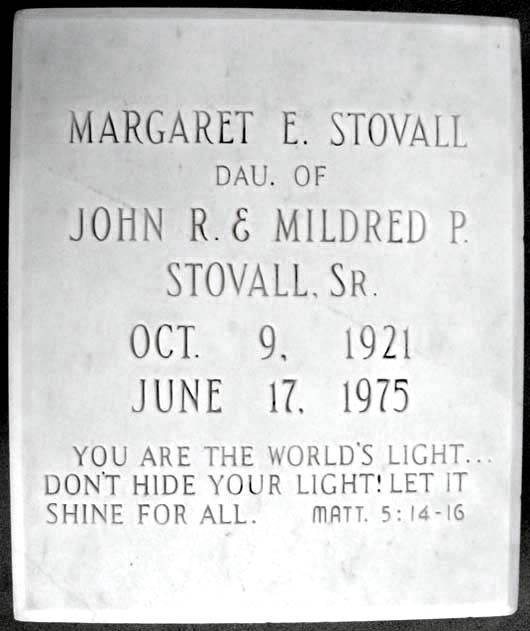 MARGARET E. STOVALL
DAU. OF
JOHN R. & MILDRED P.
STOVALL, SR.
OCT. 9, 1921
JUNE 17, 1975
YOU ARE THE WORLD'S LIGHT...
DON'T HIDE YOUR LIGHT! LET IT
SHINE FOR ALL. MATT. 5:14-16